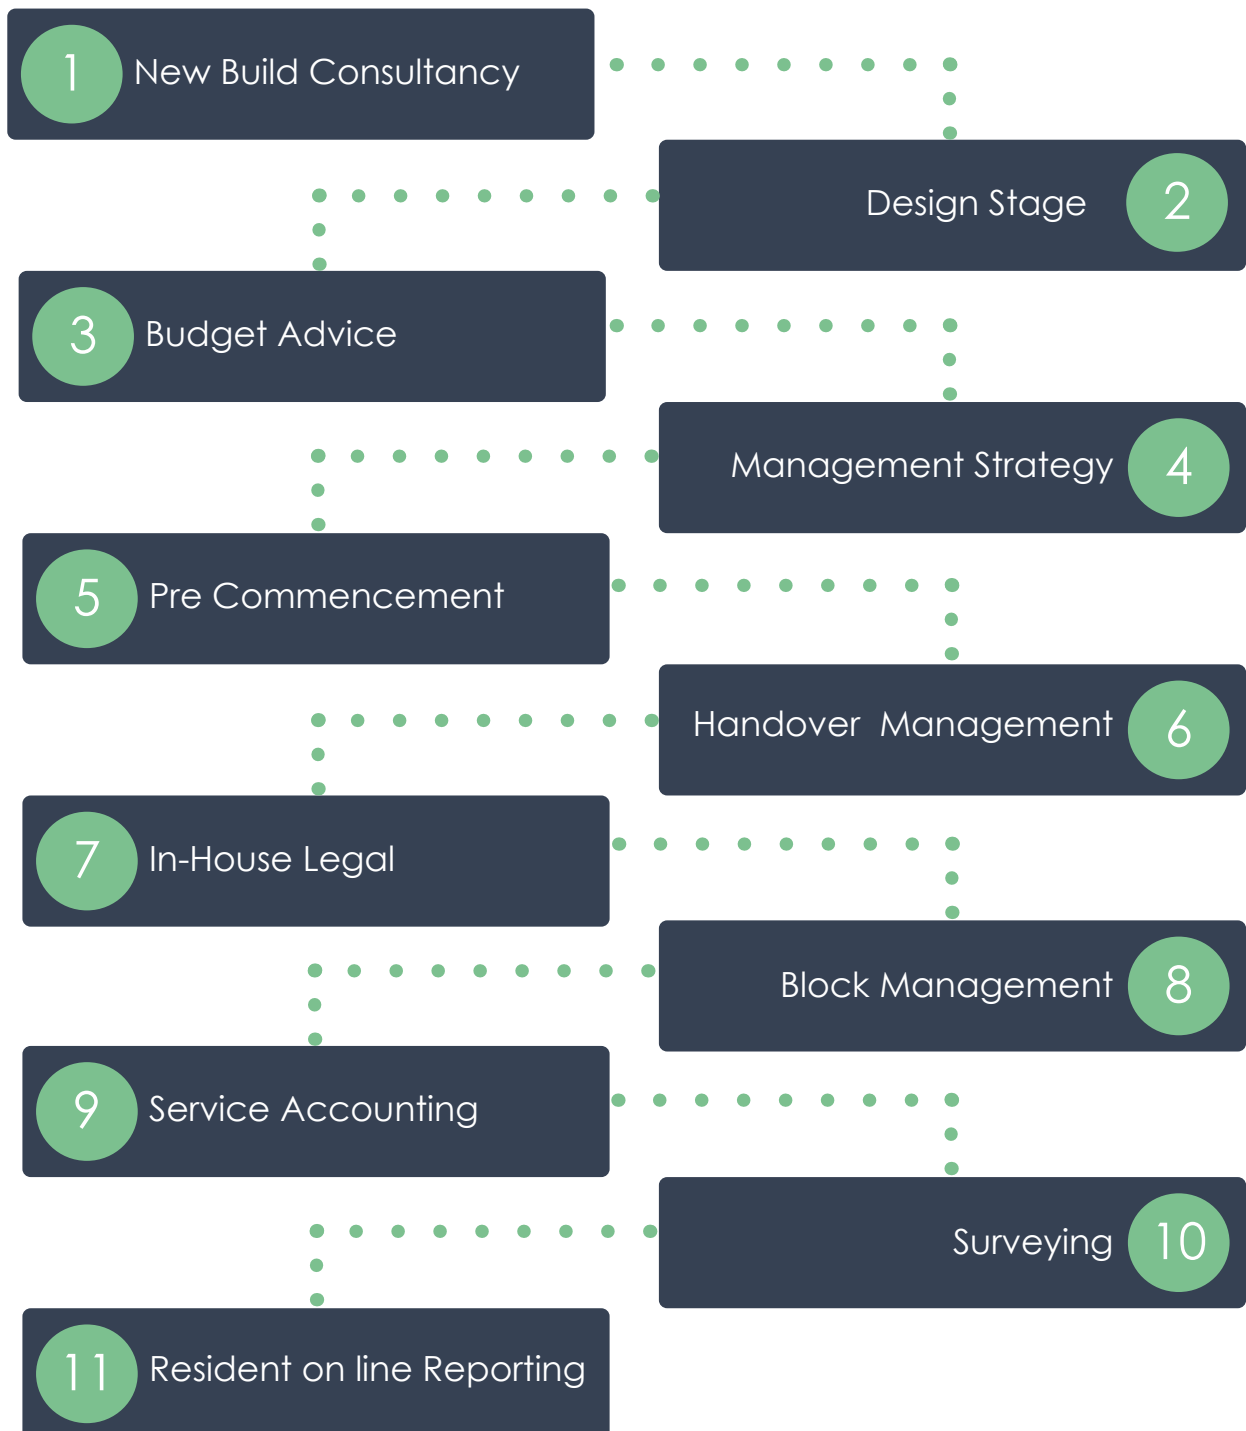 1 New Build Consultancy
Design Stage 2
3 Budget Advice
Management Strategy 4
5 Pre Commencement
Handover  Management 6
7 In-House Legal
Block Management 8
9 Service Accounting
Surveying 10
11 Resident on line Reporting